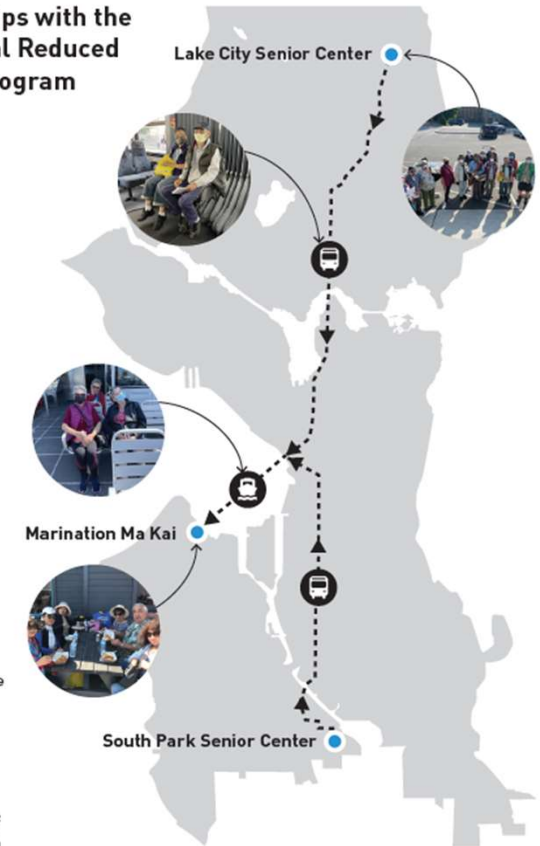 ps with the
l Reduced
ogram
Lake City Senior Center
Marination Ma Kai
South Park Senior Center